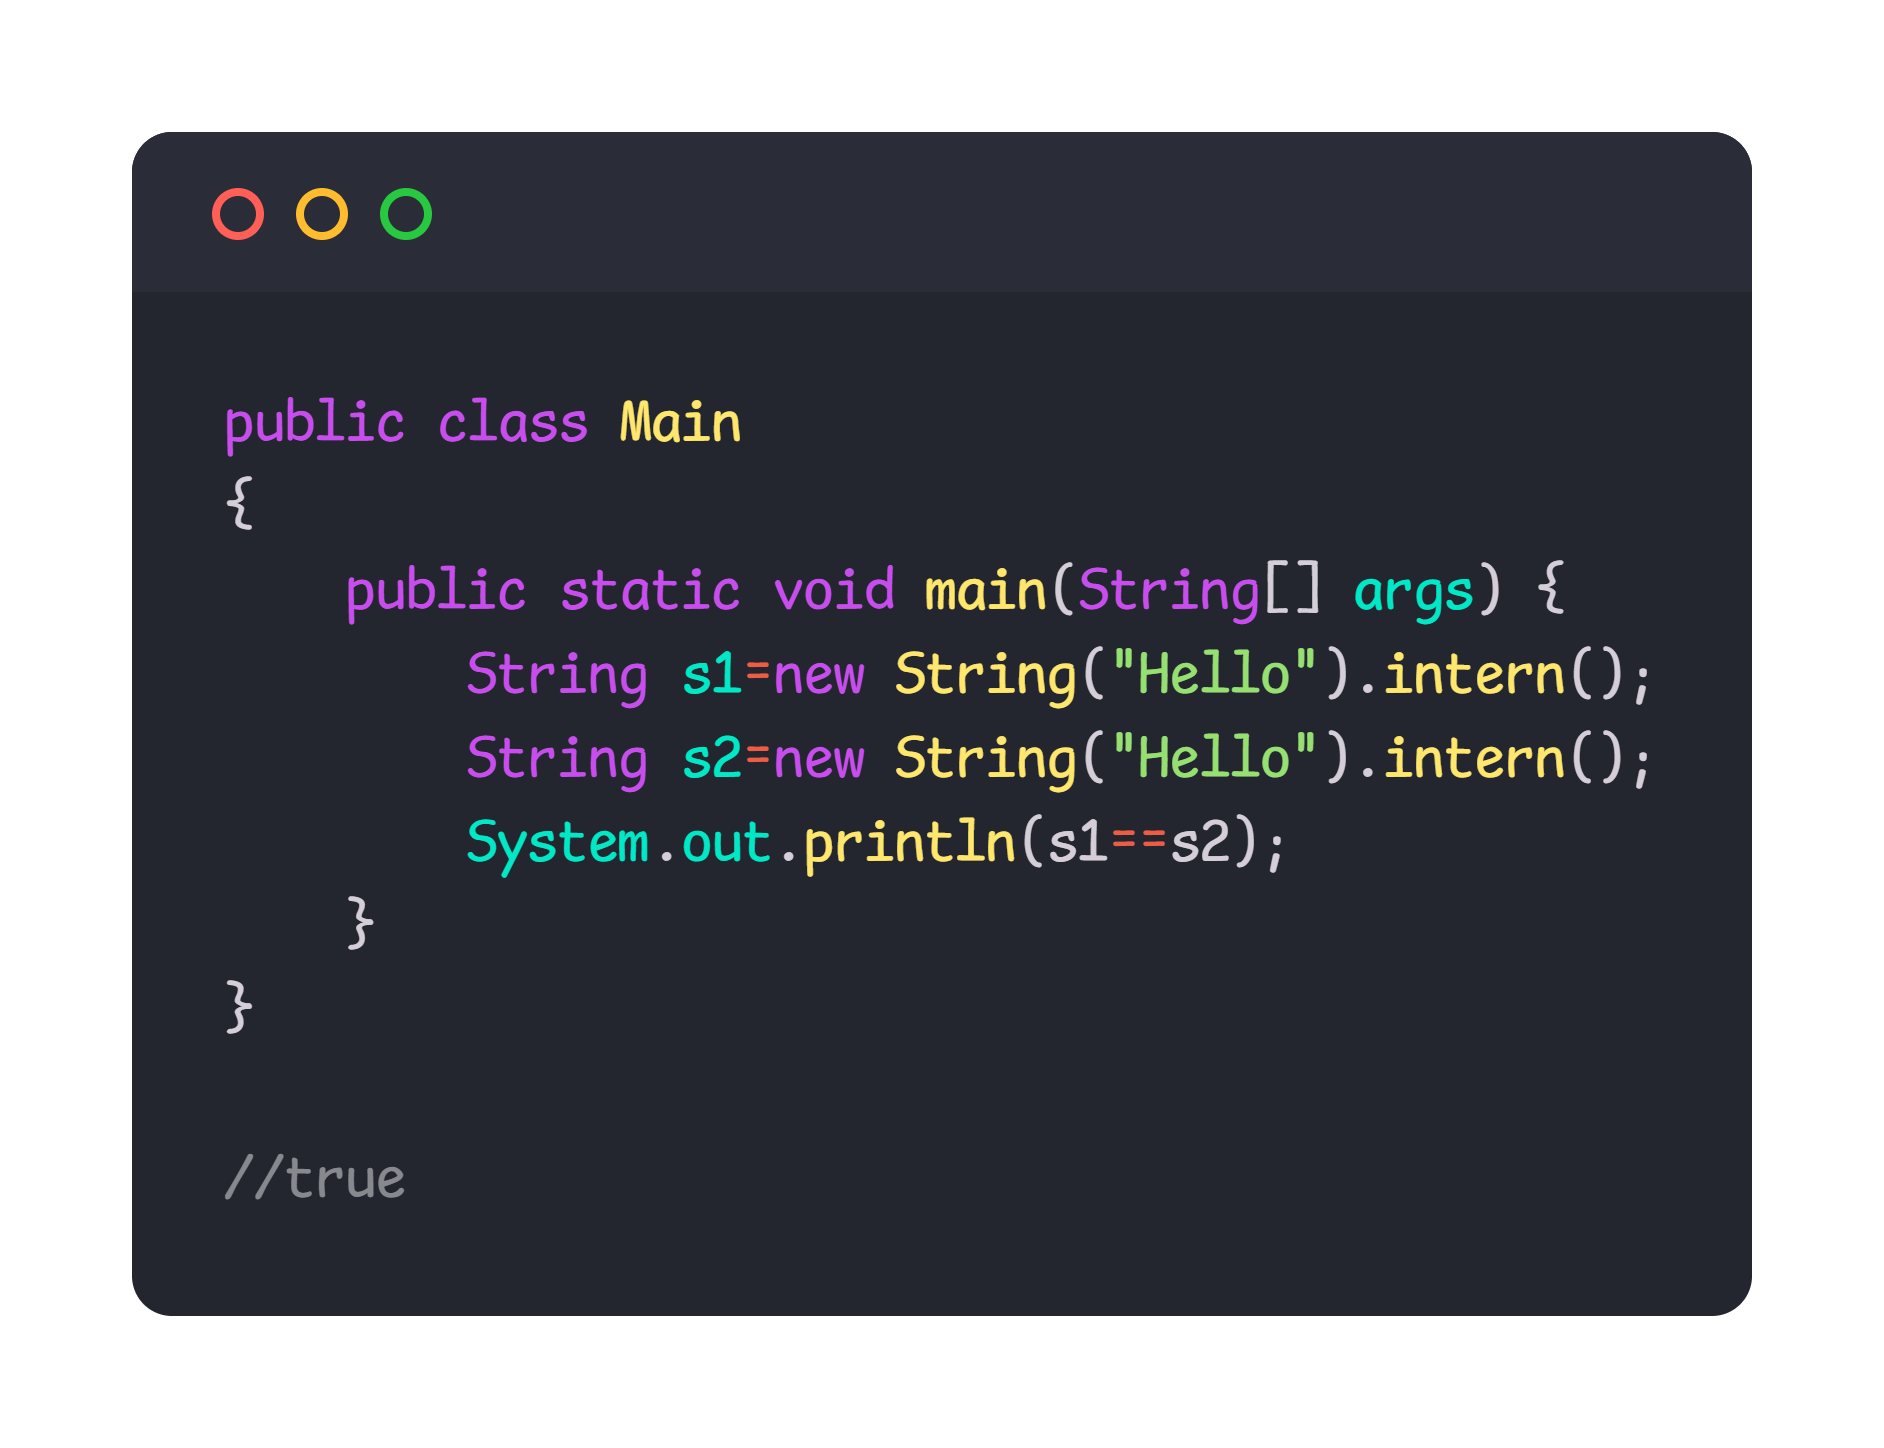 public class Main
{
    public static void main(String[] args) {
        String s1=new String("Hello").intern();
        String s2=new String("Hello").intern();
        System.out.println(s1==s2);
    }
}

//true